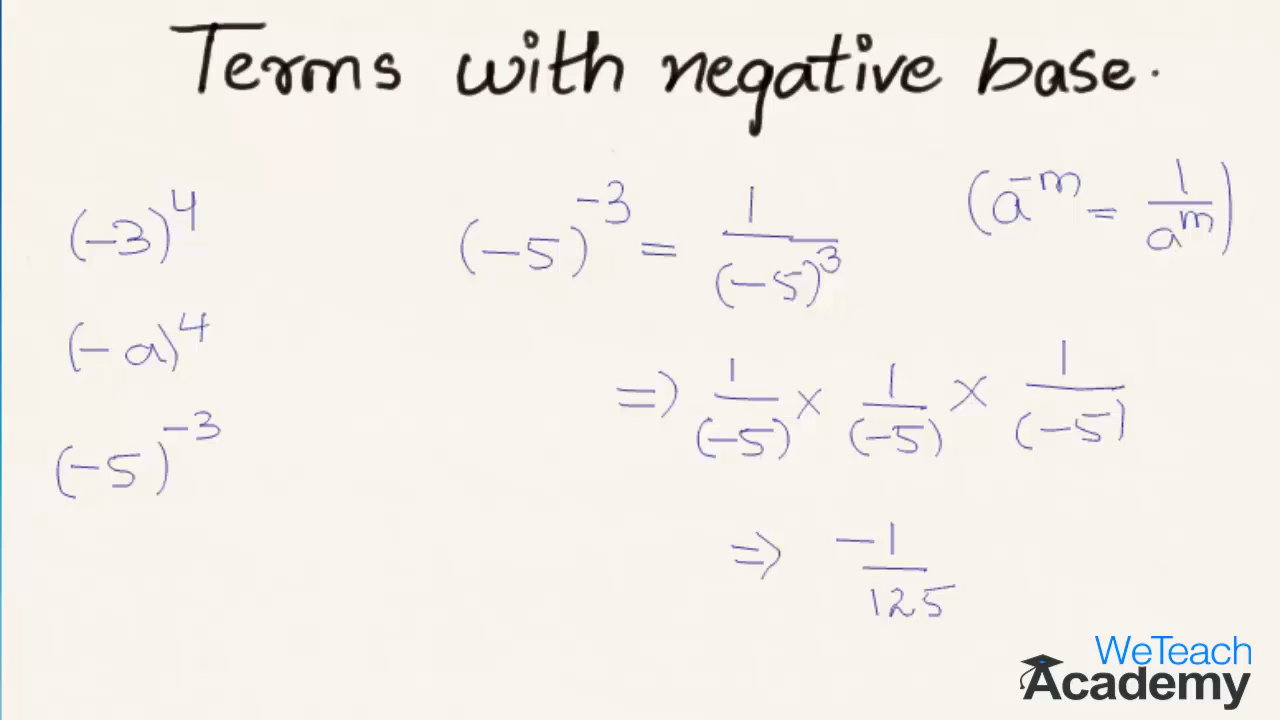 Terms with negative base.
(-3)^4
(-a)^4
(-5)^-3
(-5)^-3 = 1/(-5)^3
(a^-m = 1/a^m)
=> 1/(-5) × 1/(-5) × 1/(-5)
=> -1/125
WeTeach
Academy